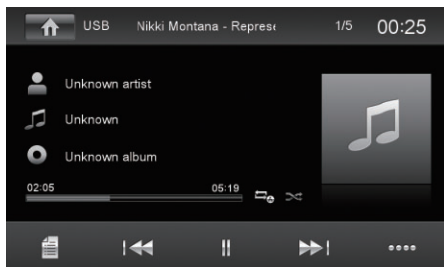 USB Nikki Montana - Represe 1/5 00:25
Unknown artist
Unknown
Unknown album
02:05 05:19